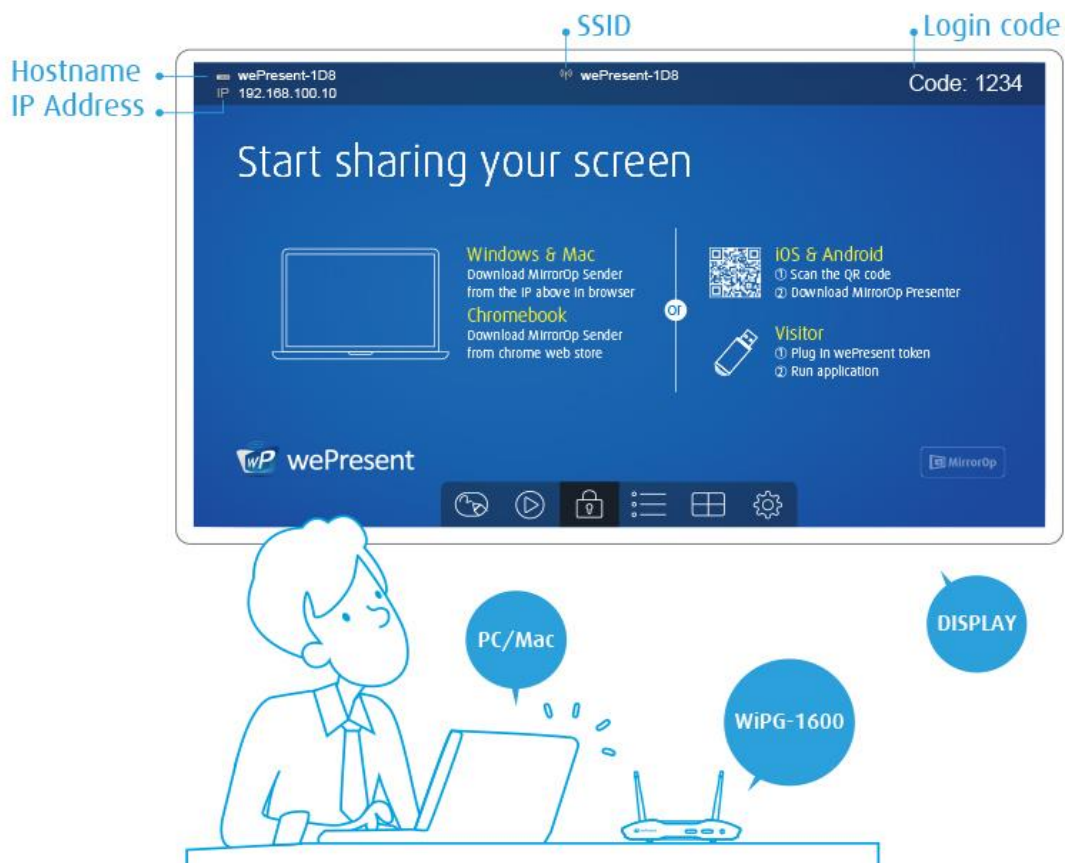 SSID
Login code
Hostname
IP Address
wePresent-1D8
IP 192.168.100.10
wePresent-1D8
Code: 1234
Start sharing your screen
Windows & Mac
Download MirrorOp Sender
from the IP above in browser
Chromebook
Download MirrorOp Sender
from chrome web store
or
iOS & Android
① Scan the QR code
② Download MirrorOp Presenter
Visitor
① Plug in wePresent token
② Run application
wP wePresent
MirrorOp
DISPLAY
PC/Mac
WiPG-1600